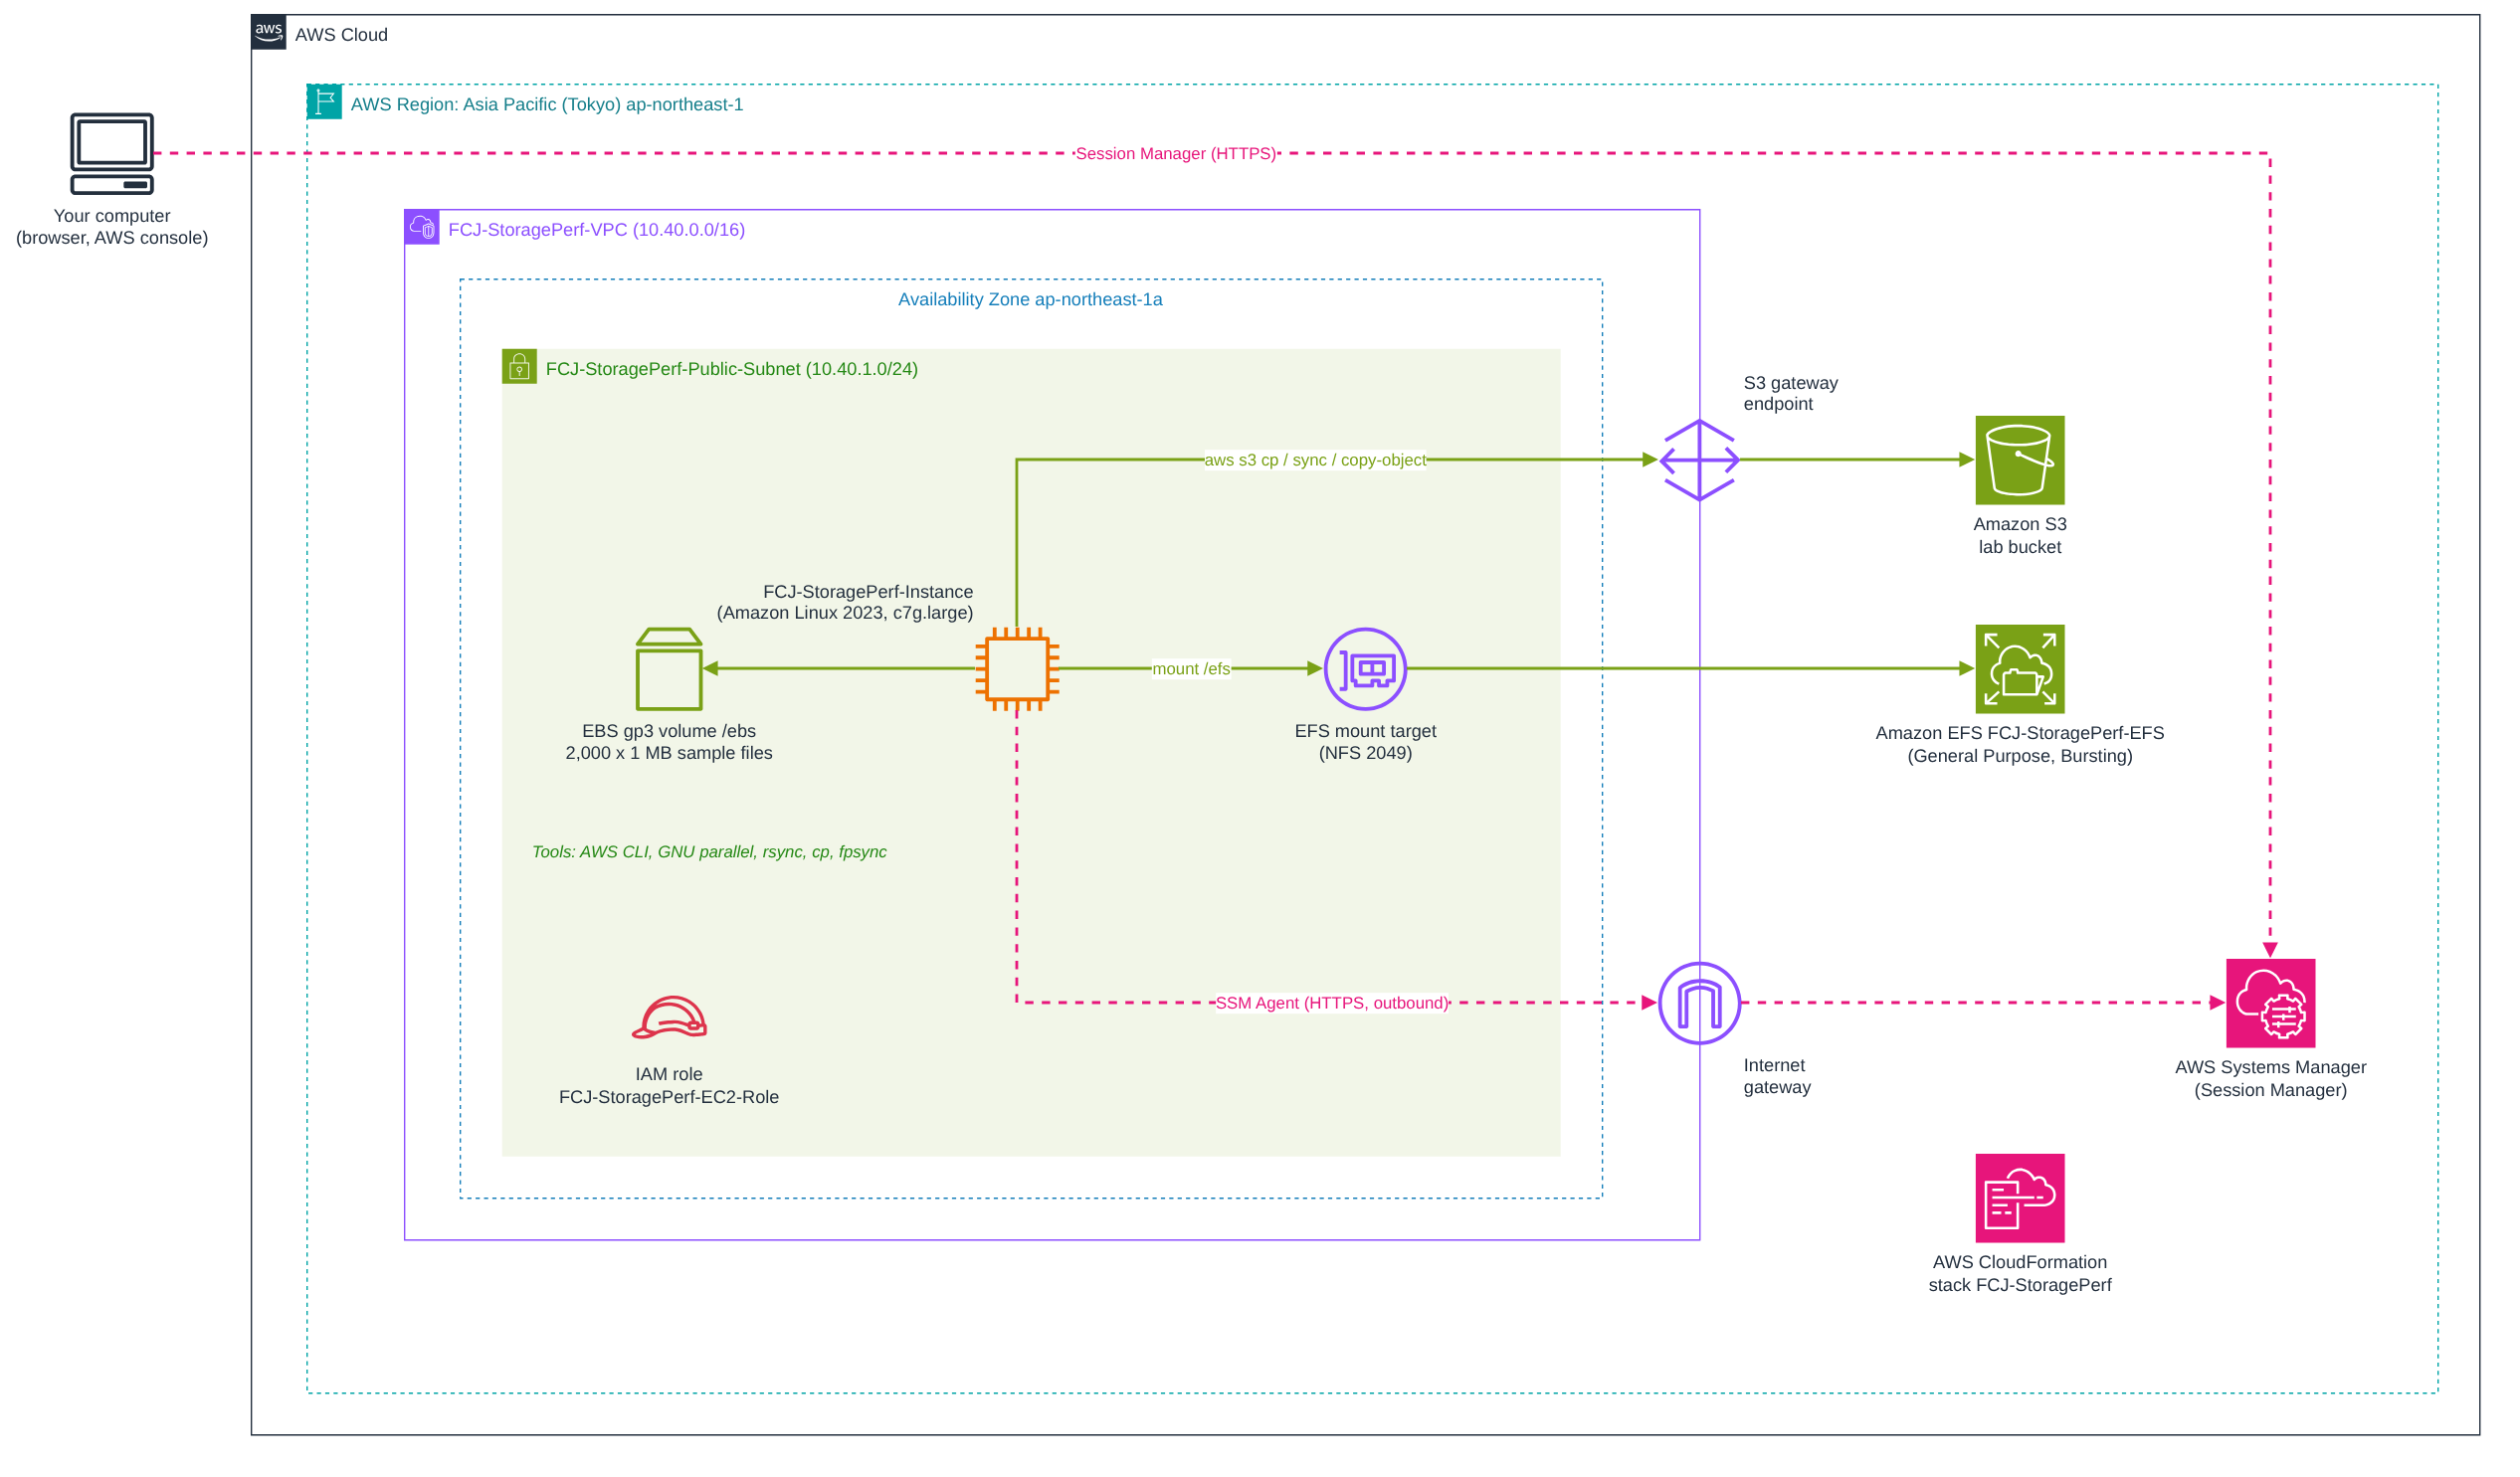 aws
AWS Cloud
AWS Region: Asia Pacific (Tokyo) ap-northeast-1
Session Manager (HTTPS)
Your computer
(browser, AWS console)
FCJ-StoragePerf-VPC (10.40.0.0/16)
Availability Zone ap-northeast-1a
FCJ-StoragePerf-Public-Subnet (10.40.1.0/24)
S3 gateway
endpoint
aws s3 cp / sync / copy-object
Amazon S3
lab bucket
FCJ-StoragePerf-Instance
(Amazon Linux 2023, c7g.large)
mount /efs
EBS gp3 volume /ebs
2,000 x 1 MB sample files
EFS mount target
(NFS 2049)
Amazon EFS FCJ-StoragePerf-EFS
(General Purpose, Bursting)
Tools: AWS CLI, GNU parallel, rsync, cp, fpsync
SSM Agent (HTTPS, outbound)
IAM role
FCJ-StoragePerf-EC2-Role
Internet
gateway
AWS Systems Manager
(Session Manager)
AWS CloudFormation
stack FCJ-StoragePerf